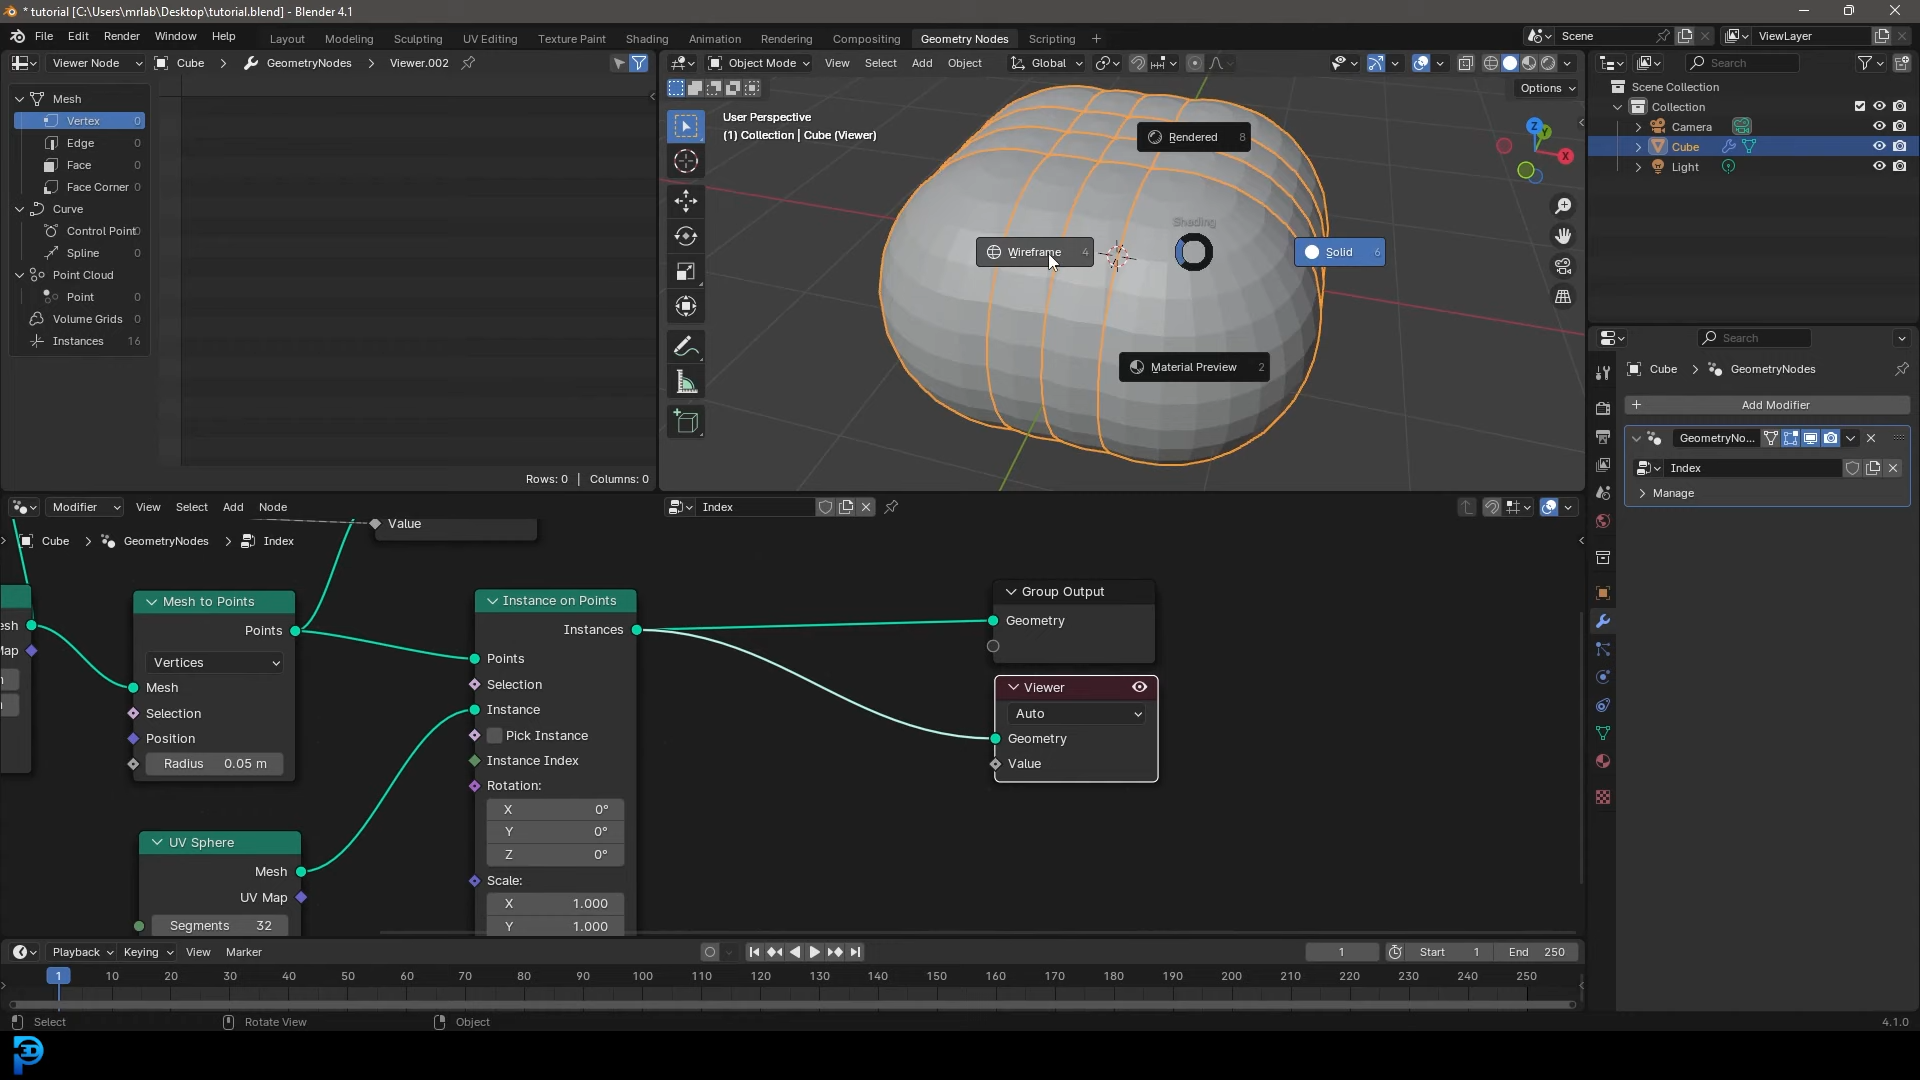 * tutorial [C:\Users\mrlab\Desktop\tutorial.blend] - Blender 4.1
File Edit Render Window Help
Layout Modeling Sculpting UV Editing Texture Paint Shading Animation Rendering Compositing Geometry Nodes Scripting +
Scene
ViewLayer
Viewer Node Cube > GeometryNodes > Viewer.002
Mesh
Vertex 0
Edge 0
Face 0
Face Corner 0
Curve
Control Point 0
Spline 0
Point Cloud
Point 0
Volume Grids 0
Instances 16
Rows: 0 | Columns: 0
Object Mode View Select Add Object Global
Options
User Perspective
(1) Collection | Cube (Viewer)
Rendered 8
Shading
Wireframe 4
Solid 6
Material Preview 2
Z
Y
X
Search
Scene Collection
Collection
Camera
Cube
Light
Search
Cube > GeometryNodes
+ Add Modifier
GeometryNo...
Index
Manage
Modifier View Select Add Node
Index
Value
Cube > GeometryNodes > Index
esh
Map
Mesh to Points
Points
Vertices
Mesh
Selection
Position
Radius 0.05 m
UV Sphere
Mesh
UV Map
Segments 32
Instance on Points
Instances
Points
Selection
Instance
Pick Instance
Instance Index
Rotation:
X 0°
Y 0°
Z 0°
Scale:
X 1.000
Y 1.000
Group Output
Geometry
Viewer
Auto
Geometry
Value
Playback Keying View Marker
1 Start 1 End 250
1 10 20 30 40 50 60 70 80 90 100 110 120 130 140 150 160 170 180 190 200 210 220 230 240 250
Select Rotate View Object
4.1.0